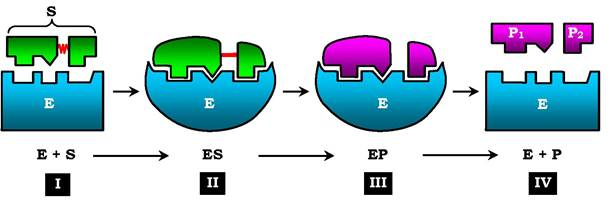 S
P₁ P₂
E E E E
E + S ES EP E + P
I II III IV